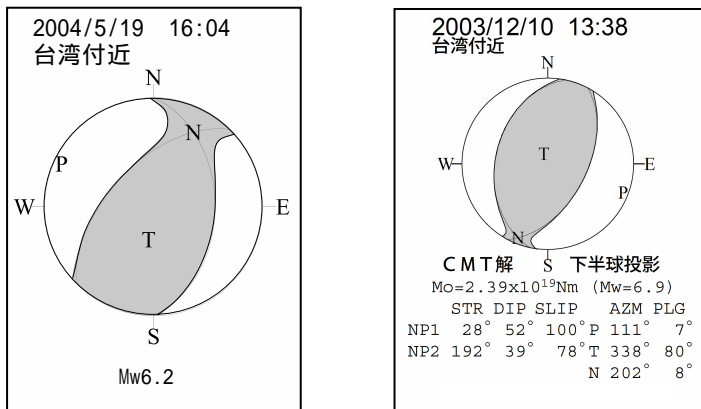 2004/5/19 16:04
台湾付近
N
N
P
W
E
T
S
Mw6.2
2003/12/10 13:38
台湾付近
N
T
W
E
P
N
S
CMT解 下半球投影
Mo=2.39x10¹⁹Nm (Mw=6.9)
STR DIP SLIP AZM PLG
NP1 28° 52° 100° P 111° 7°
NP2 192° 39° 78° T 338° 80°
N 202° 8°